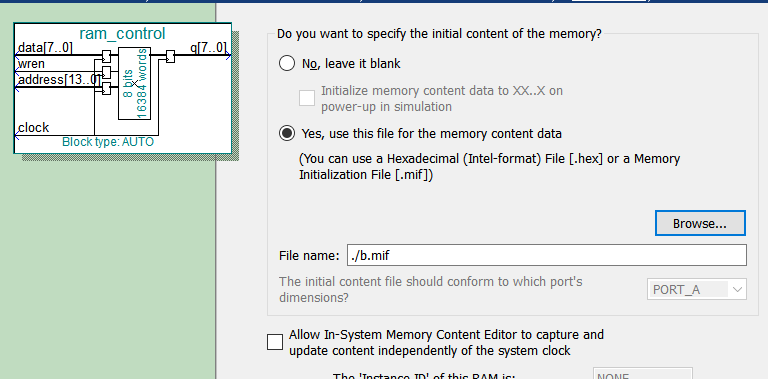 ram_control
data[7..0]
q[7..0]
wren
address[13..0]
8 bits
16384 words
clock
Block type: AUTO
Do you want to specify the initial content of the memory?
No, leave it blank
Initialize memory content data to XX..X on
power-up in simulation
Yes, use this file for the memory content data
(You can use a Hexadecimal (Intel-format) File [.hex] or a Memory
Initialization File [.mif])
Browse...
File name: ./b.mif
The initial content file should conform to which port's
dimensions?
PORT_A
Allow In-System Memory Content Editor to capture and
update content independently of the system clock
The 'Instance ID' of this RAM is: NONE